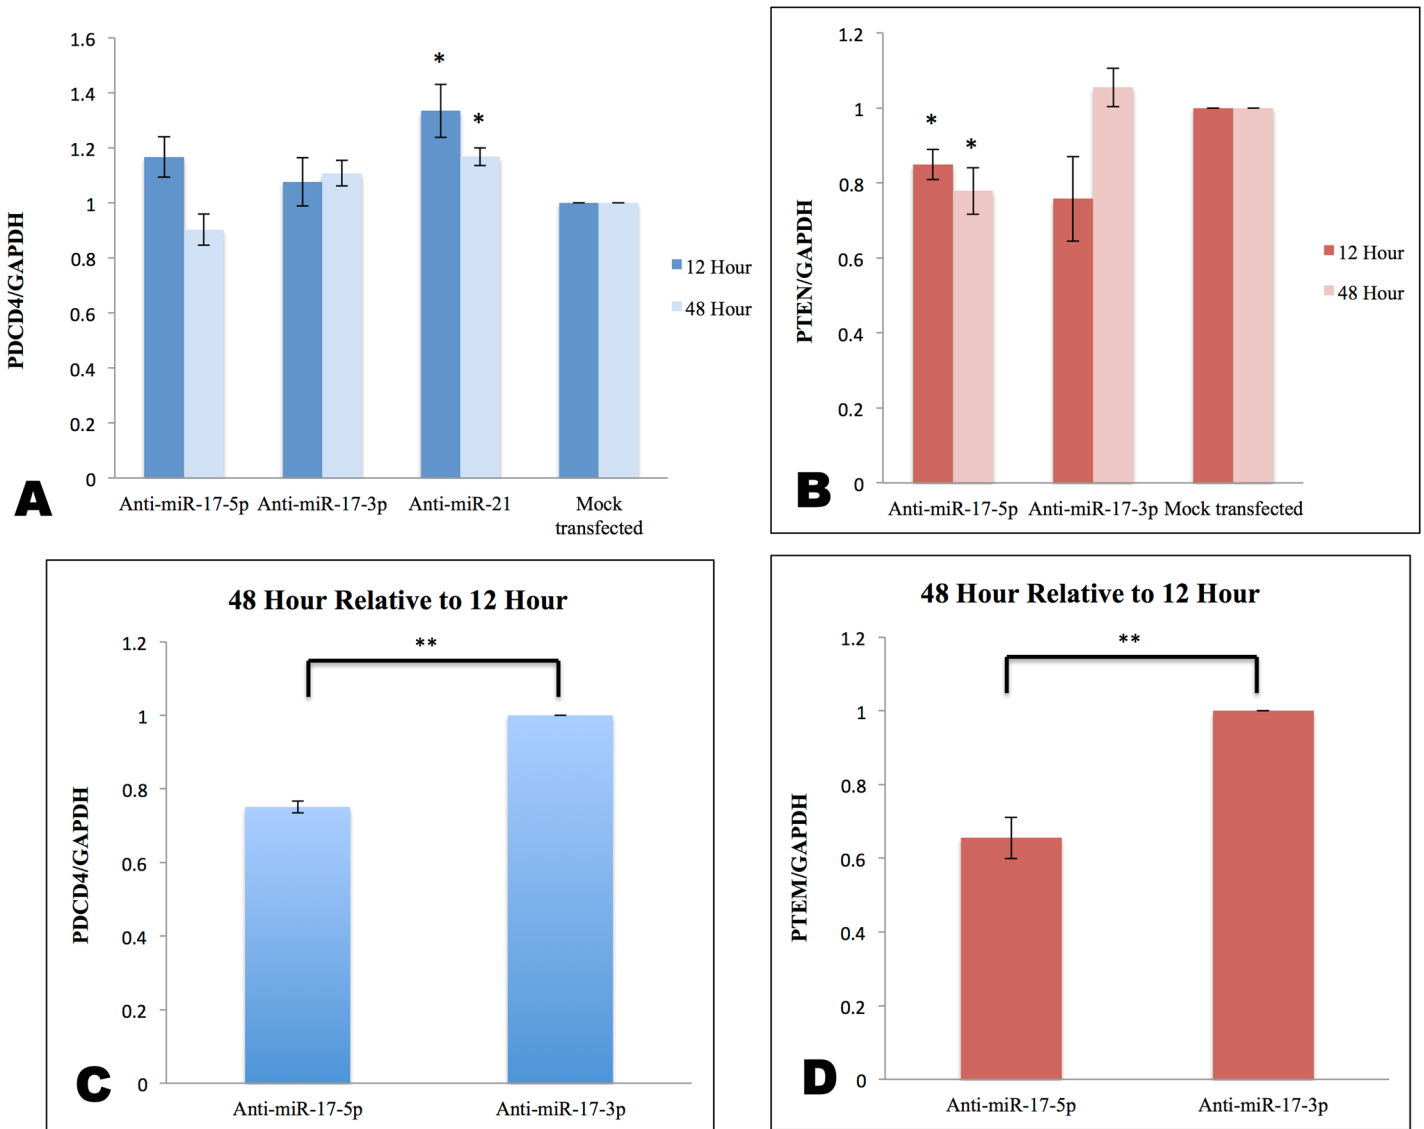 *
*
1.6
1.4
1.2
1
0.8
0.6
0.4
0.2
0
PDCD4/GAPDH
12 Hour
48 Hour
Anti-miR-17-5p Anti-miR-17-3p Anti-miR-21 Mock
transfected
A
*
*
1.2
1
0.8
0.6
0.4
0.2
0
PTEN/GAPDH
12 Hour
48 Hour
Anti-miR-17-5p Anti-miR-17-3p Mock transfected
B
48 Hour Relative to 12 Hour
**
1.2
1
0.8
0.6
0.4
0.2
0
PDCD4/GAPDH
Anti-miR-17-5p Anti-miR-17-3p
C
48 Hour Relative to 12 Hour
**
1.2
1
0.8
0.6
0.4
0.2
0
PTEM/GAPDH
Anti-miR-17-5p Anti-miR-17-3p
D